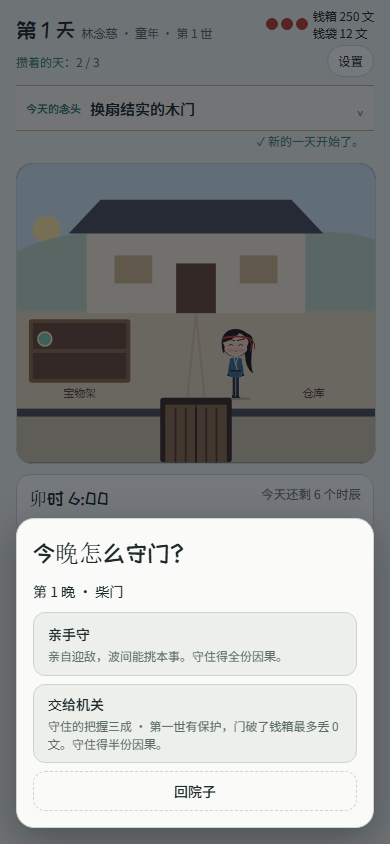 第1天 林念慈 · 童年 · 第1世
钱箱 250 文
钱袋 12 文
攒着的天：2 / 3
设置
今天的念头 换扇结实的木门
✓ 新的一天开始了。
宝物架
仓库
卯时 6:00
今天还剩 6 个时辰
今晚怎么守门？
第 1 晚 · 柴门
亲手守
亲自迎敌，波间能挑本事。守住得全份因果。
交给机关
守住的把握三成 · 第一世有保护，门破了钱箱最多丢 0
文。守住得半份因果。
回院子